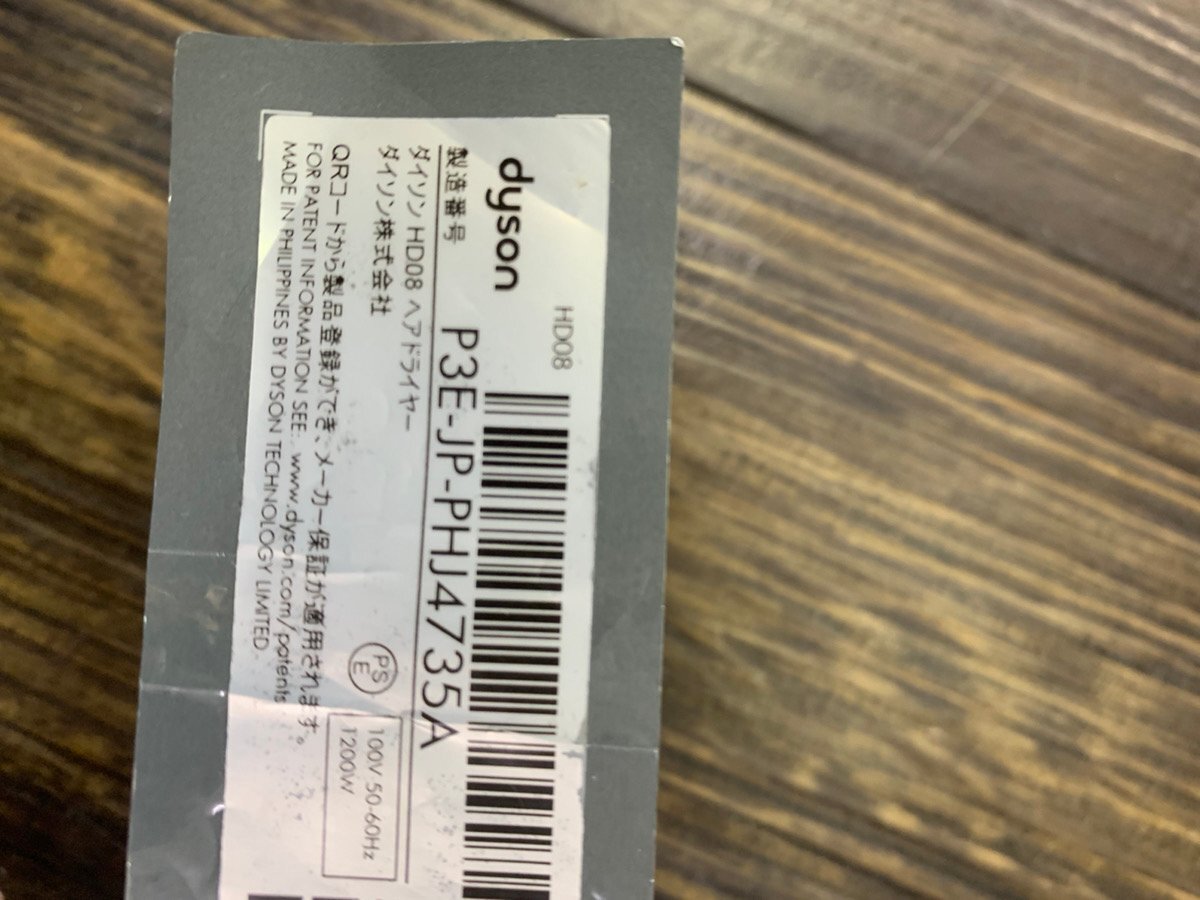 HD08
dyson
製造番号 P3E-JP-PHJ4735A
ダイソン HD08 ヘアドライヤー
ダイソン株式会社
PSE
100V 50-60Hz
1200W
QRコードから製品登録ができ、メーカー保証が適用されます。
FOR PATENT INFORMATION SEE: www.dyson.com/patents
MADE IN PHILIPPINES BY DYSON TECHNOLOGY LIMITED